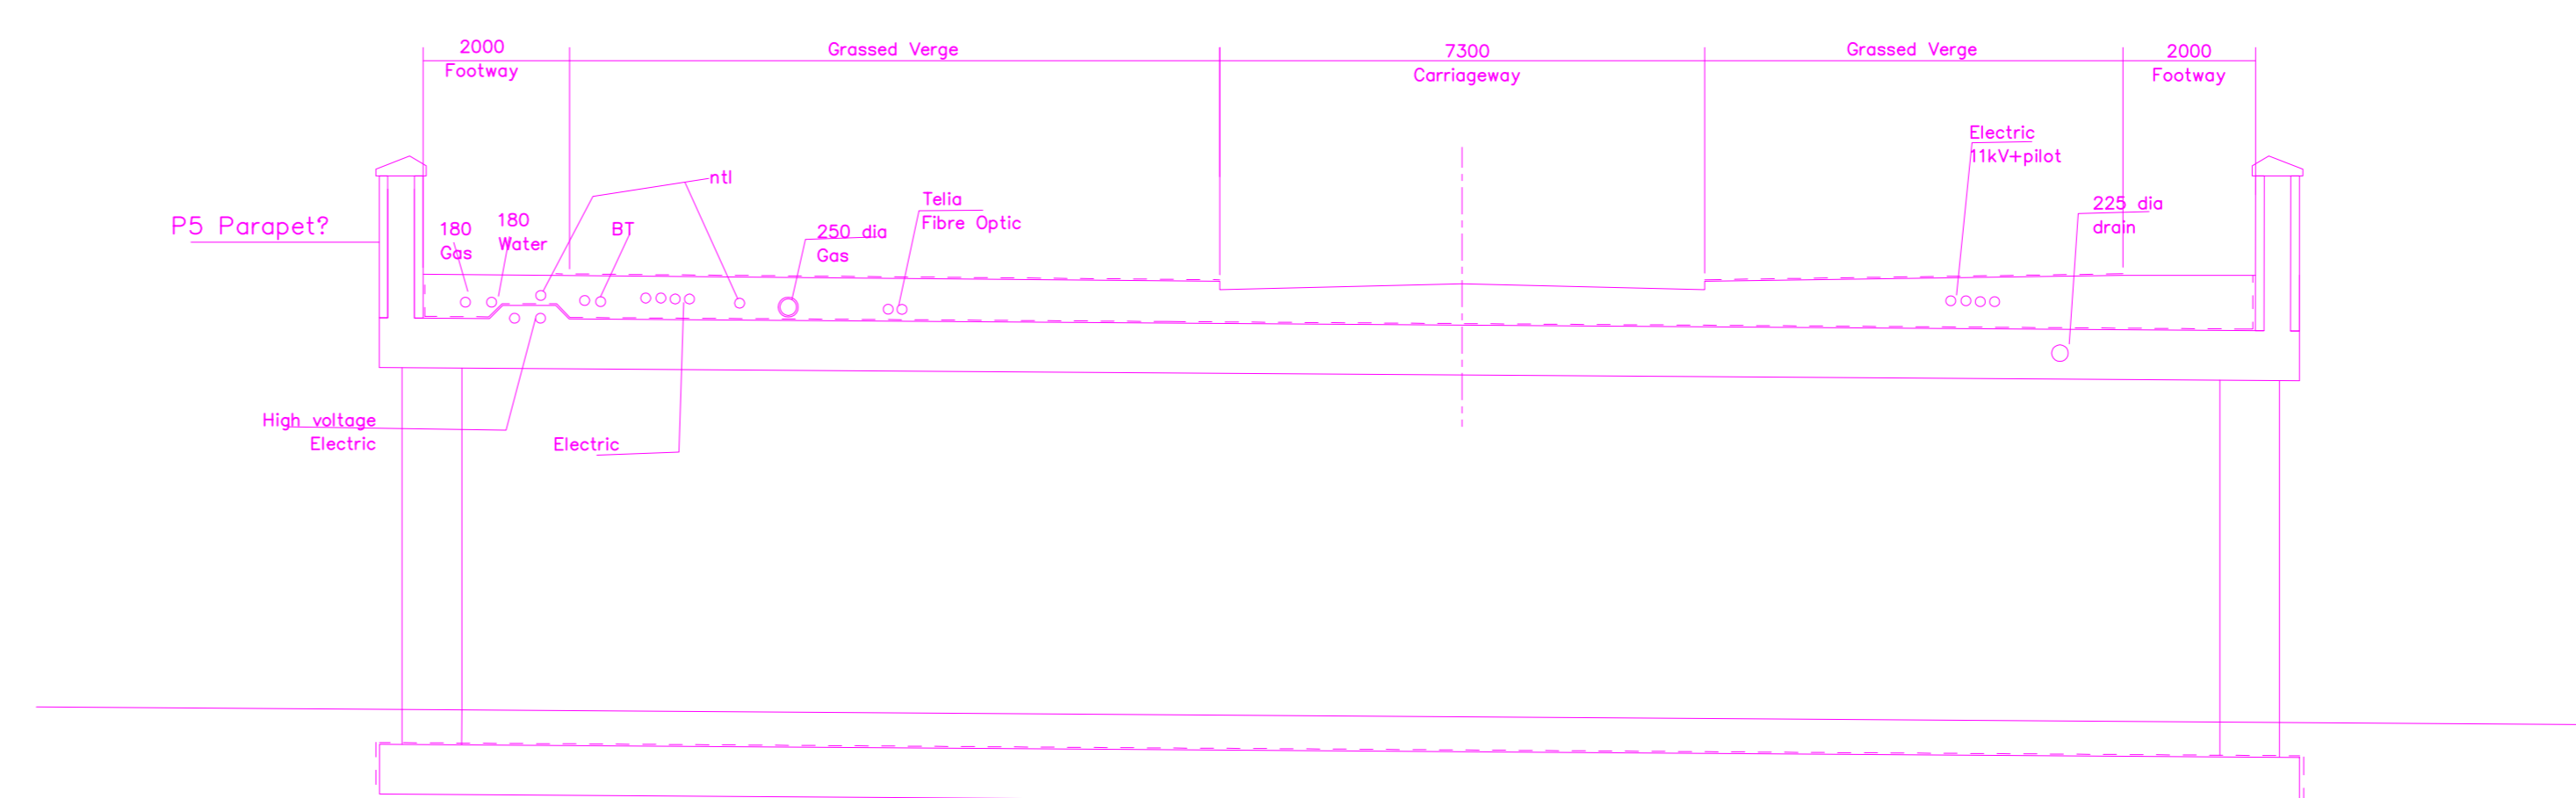 2000
Footway
Grassed Verge
7300
Carriageway
Grassed Verge
2000
Footway
Electric
11kV+pilot
ntl
Telia
Fibre Optic
225 dia
drain
P5 Parapet?
180
Gas
180
Water
BT
250 dia
Gas
High voltage
Electric
Electric